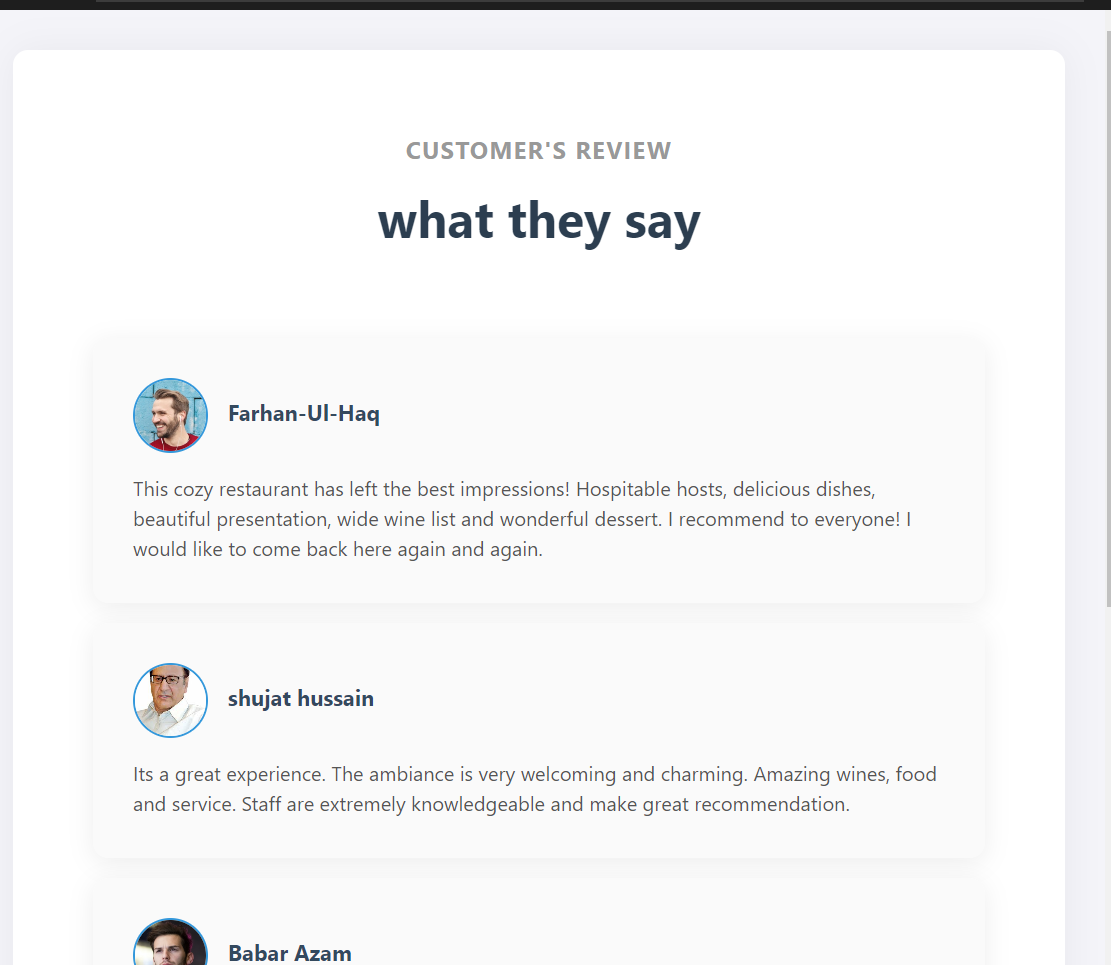 CUSTOMER'S REVIEW
what they say
Farhan-Ul-Haq
This cozy restaurant has left the best impressions! Hospitable hosts, delicious dishes,
beautiful presentation, wide wine list and wonderful dessert. I recommend to everyone! I
would like to come back here again and again.
shujat hussain
Its a great experience. The ambiance is very welcoming and charming. Amazing wines, food
and service. Staff are extremely knowledgeable and make great recommendation.
Babar Azam